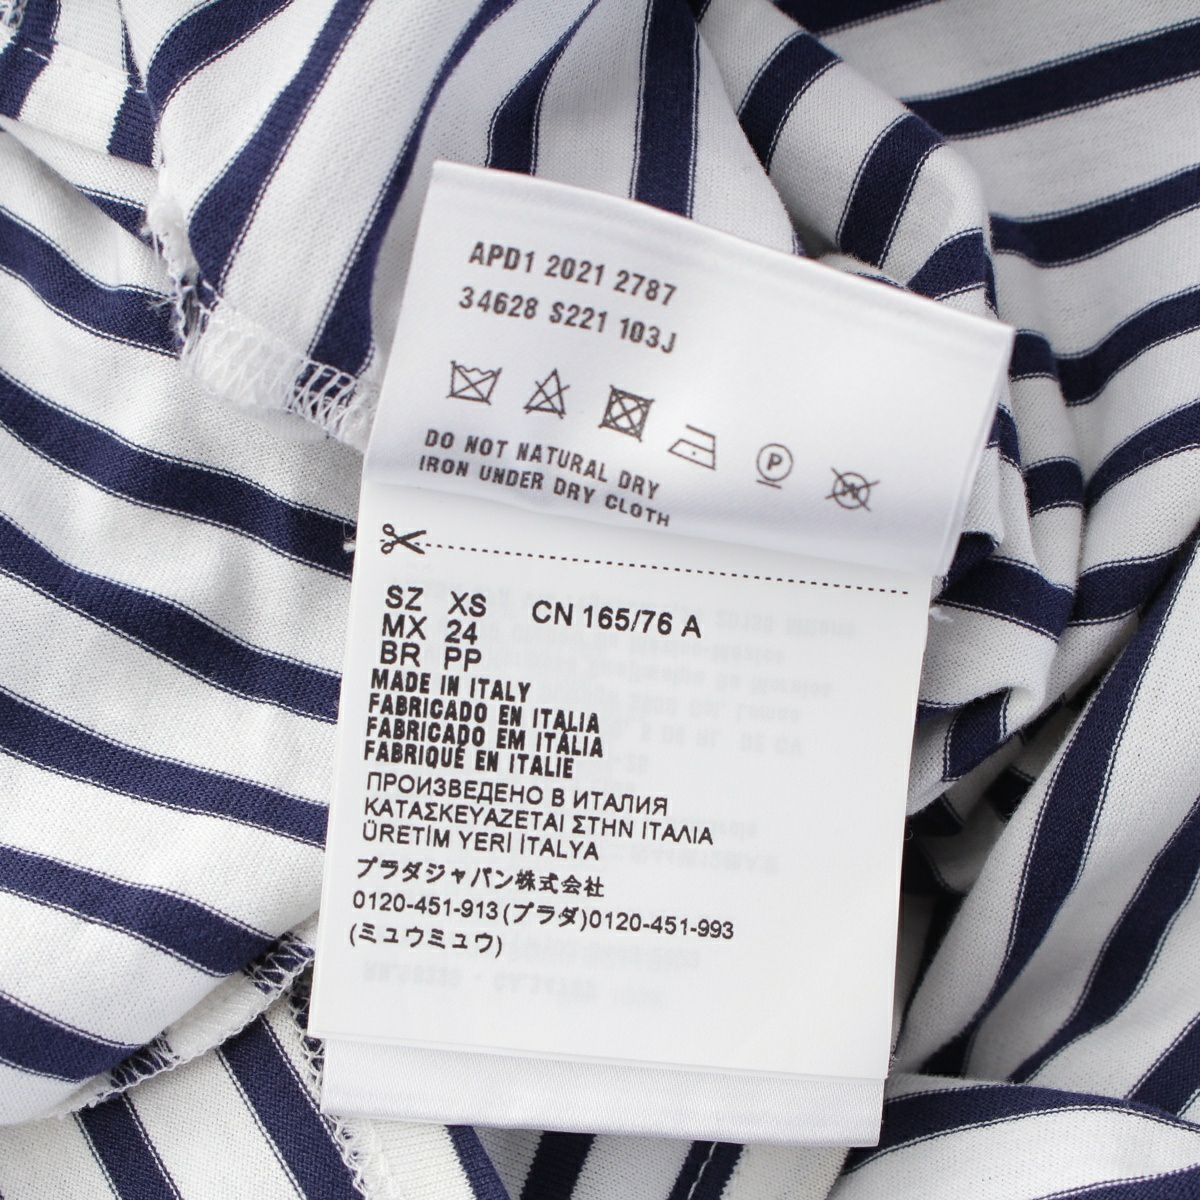 APD1 2021 2787
34628 S221 103J
P
W
DO NOT NATURAL DRY
IRON UNDER DRY CLOTH
SZ XS CN 165/76 A
MX 24
BR PP
MADE IN ITALY
FABRICADO EN ITALIA
FABRICADO EM ITÁLIA
FABRIQUÉ EN ITALIE
ПРОИЗВЕДЕНО В ИТАЛИЯ
ΚΑΤΑΣΚΕΥΑΖΕΤΑΙ ΣΤΗΝ ΙΤΑΛΙΑ
ÜRETİM YERİ İTALYA
プラダジャパン株式会社
0120-451-913(プラダ)0120-451-993
(ミュウミュウ)